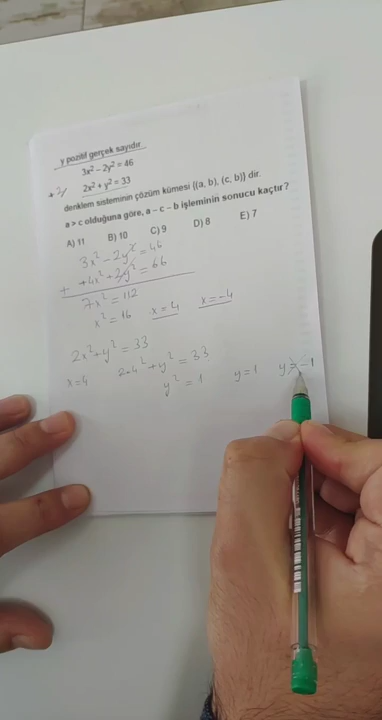 y pozitif gerçek sayıdır.
3x² – 2y² = 46
+ 2/ 2x² + y² = 33
denklem sisteminin çözüm kümesi {(a, b), (c, b)} dir.
a > c olduğuna göre, a – c – b işleminin sonucu kaçtır?
A) 11 B) 10 C) 9 D) 8 E) 7
3x² – 2y² = 46
+ +4x² + 2y² = 66
7x² = 112
x² = 16 x = 4 x = –4
2x² + y² = 33
x = 4 2·4² + y² = 33
y² = 1 y = 1 y = –1